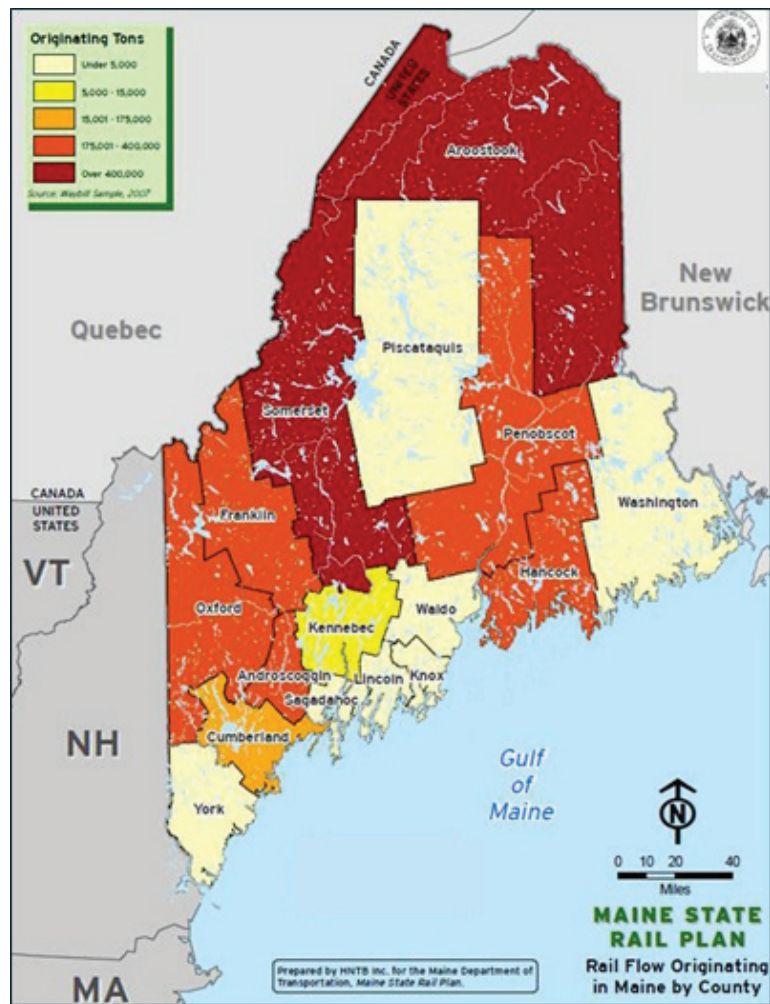 Originating Tons
Under 5,000
5,000 - 15,000
15,001 - 175,000
175,001 - 400,000
Over 400,000
Source: Waybill Sample, 2007
CANADA
UNITED
STATES
Aroostook
New
Brunswick
Quebec
Piscataquis
Somerset
Penobscot
CANADA
UNITED
STATES
Franklin
Washington
VT
Hancock
Oxford
Waldo
Kennebec
Androscoggin
Lincoln
Knox
Sagadahoc
NH
Cumberland
Gulf
of
Maine
York
N
0 10 20 40
Miles
MAINE STATE
RAIL PLAN
Rail Flow Originating
in Maine by County
Prepared by HNTB Inc. for the Maine Department of
Transportation, Maine State Rail Plan.
MA